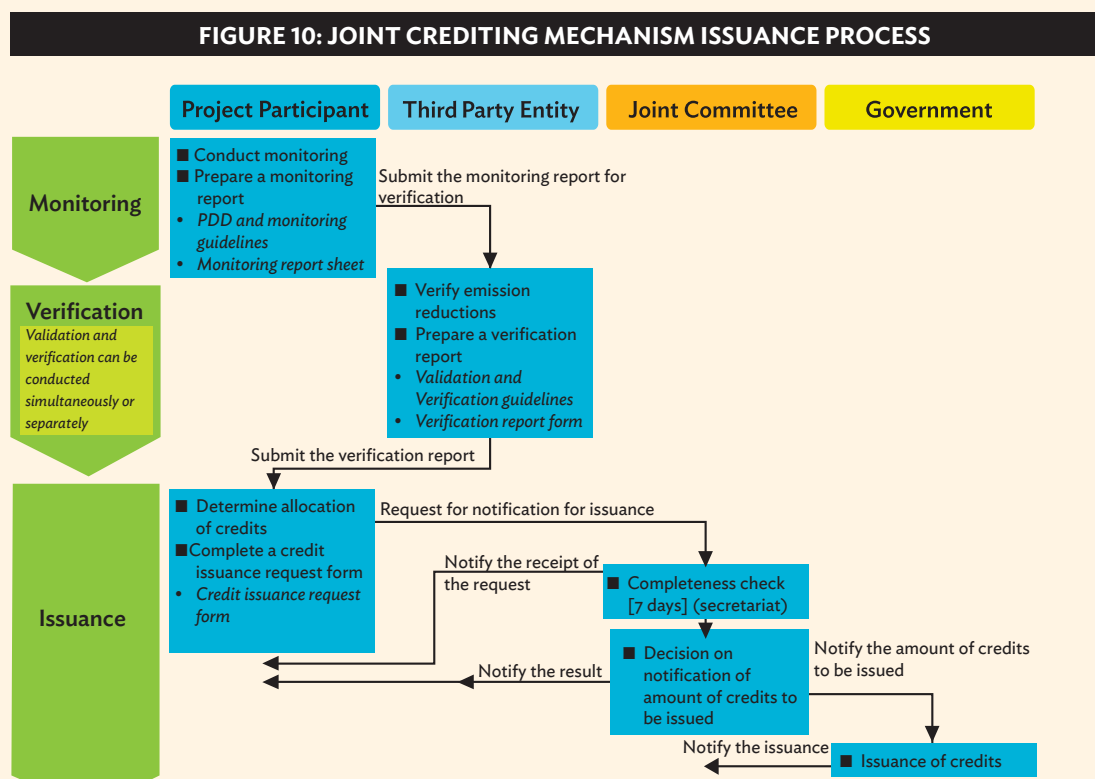 FIGURE 10: JOINT CREDITING MECHANISM ISSUANCE PROCESS
Project Participant
Third Party Entity
Joint Committee
Government
Monitoring
■ Conduct monitoring
■ Prepare a monitoring
report
• PDD and monitoring
guidelines
• Monitoring report sheet
Submit the monitoring report for
verification
Verification
Validation and
verification can be
conducted
simultaneously or
separately
■ Verify emission
reductions
■ Prepare a verification
report
• Validation and
Verification guidelines
• Verification report form
Submit the verification report
Issuance
■ Determine allocation
of credits
■ Complete a credit
issuance request form
• Credit issuance request
form
Request for notification for issuance
Notify the receipt of
the request
■ Completeness check
[7 days] (secretariat)
■ Decision on
notification of
amount of credits to
be issued
Notify the result
Notify the amount of credits
to be issued
Notify the issuance
■ Issuance of credits